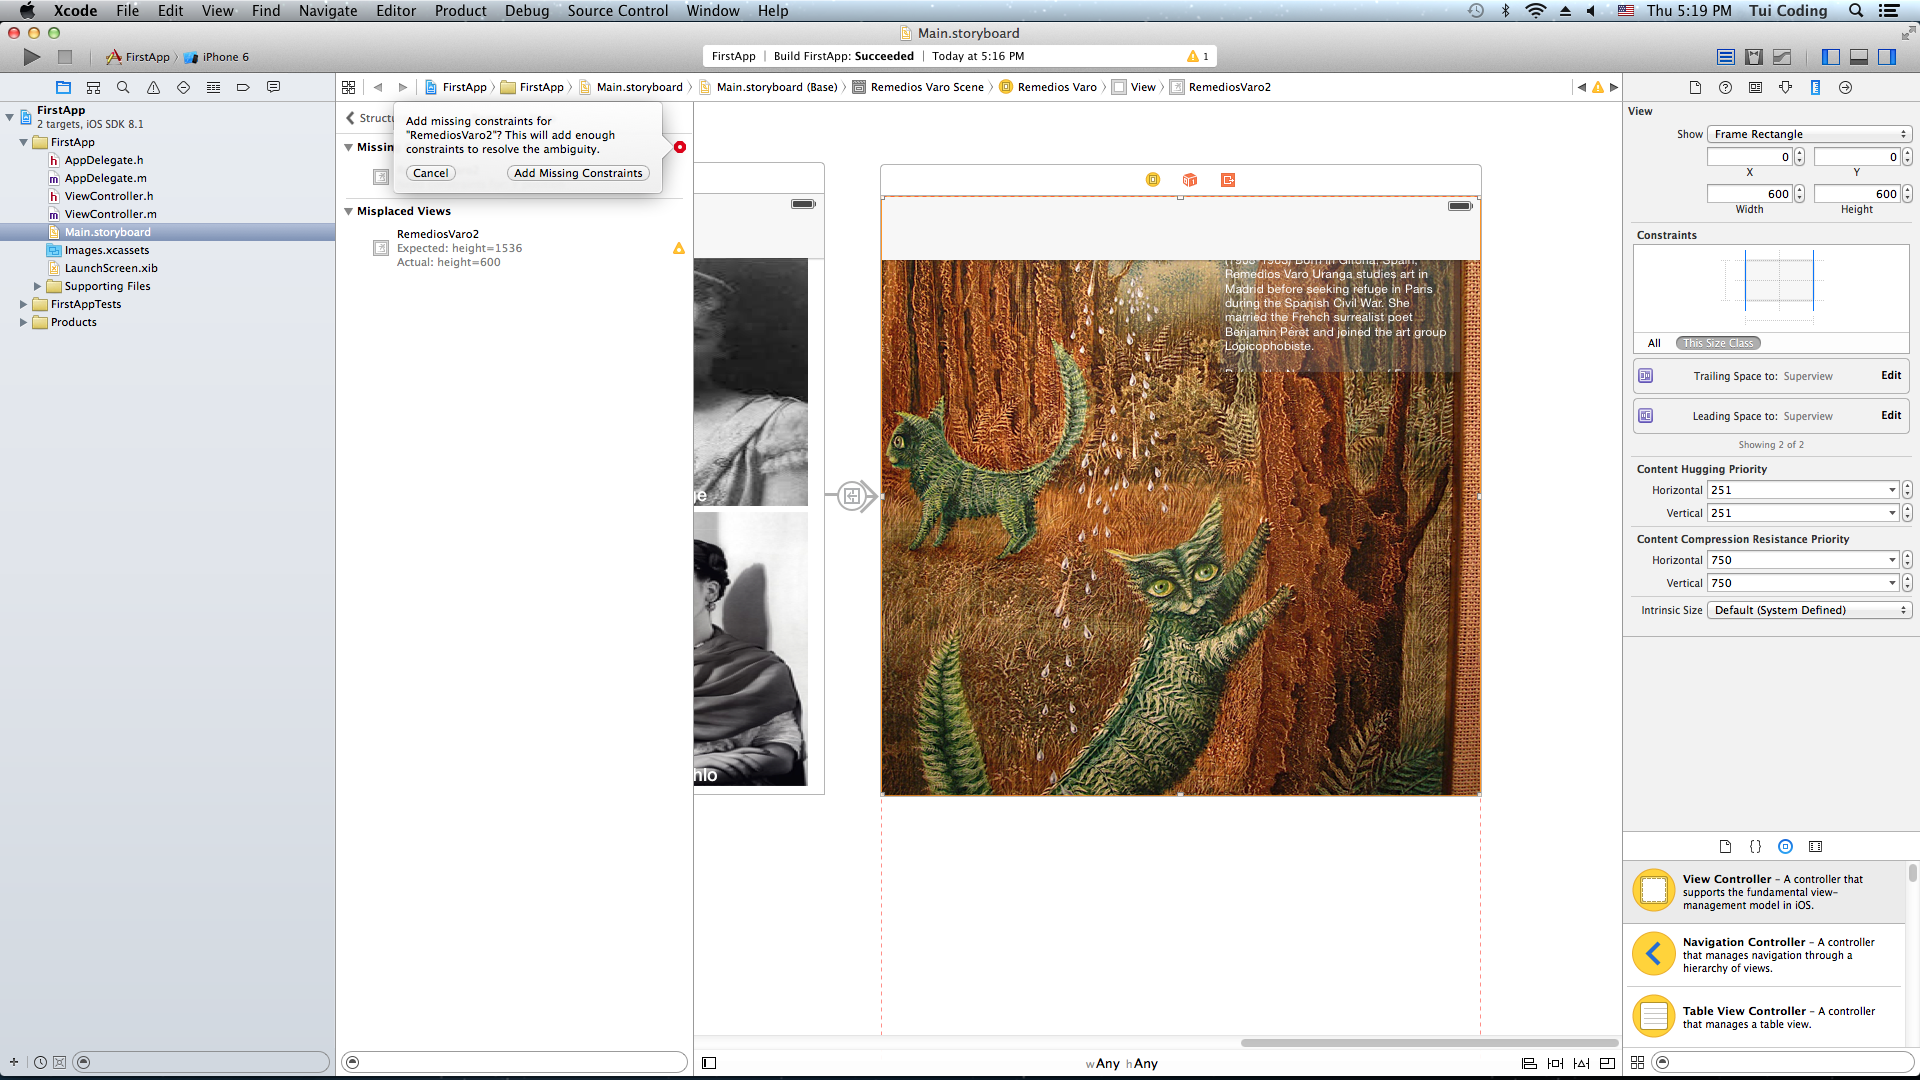 Xcode File Edit View Find Navigate Editor Product Debug Source Control Window Help
Thu 5:19 PM Tui Coding
Main.storyboard
FirstApp iPhone 6
FirstApp | Build FirstApp: Succeeded | Today at 5:16 PM
1
FirstApp FirstApp Main.storyboard Main.storyboard (Base) Remedios Varo Scene Remedios Varo View RemediosVaro2
FirstApp
2 targets, iOS SDK 8.1
FirstApp
h AppDelegate.h
m AppDelegate.m
h ViewController.h
m ViewController.m
Main.storyboard
Images.xcassets
LaunchScreen.xib
Supporting Files
FirstAppTests
Products
Structu
Missin
Add missing constraints for
"RemediosVaro2"? This will add enough
constraints to resolve the ambiguity.
Cancel Add Missing Constraints
Misplaced Views
RemediosVaro2
Expected: height=1536
Actual: height=600
ne
hlo
Remedios Varo Uranga studies art in
Madrid before seeking refuge in Paris
during the Spanish Civil War. She
married the French surrealist poet
Benjamin Péret and joined the art group
Logicophobiste.
wAny hAny
View
Show Frame Rectangle
0 0
X Y
600 600
Width Height
Constraints
All This Size Class
Trailing Space to: Superview Edit
Leading Space to: Superview Edit
Showing 2 of 2
Content Hugging Priority
Horizontal 251
Vertical 251
Content Compression Resistance Priority
Horizontal 750
Vertical 750
Intrinsic Size Default (System Defined)
View Controller – A controller that
supports the fundamental view-
management model in iOS.
Navigation Controller – A controller
that manages navigation through a
hierarchy of views.
Table View Controller – A controller
that manages a table view.